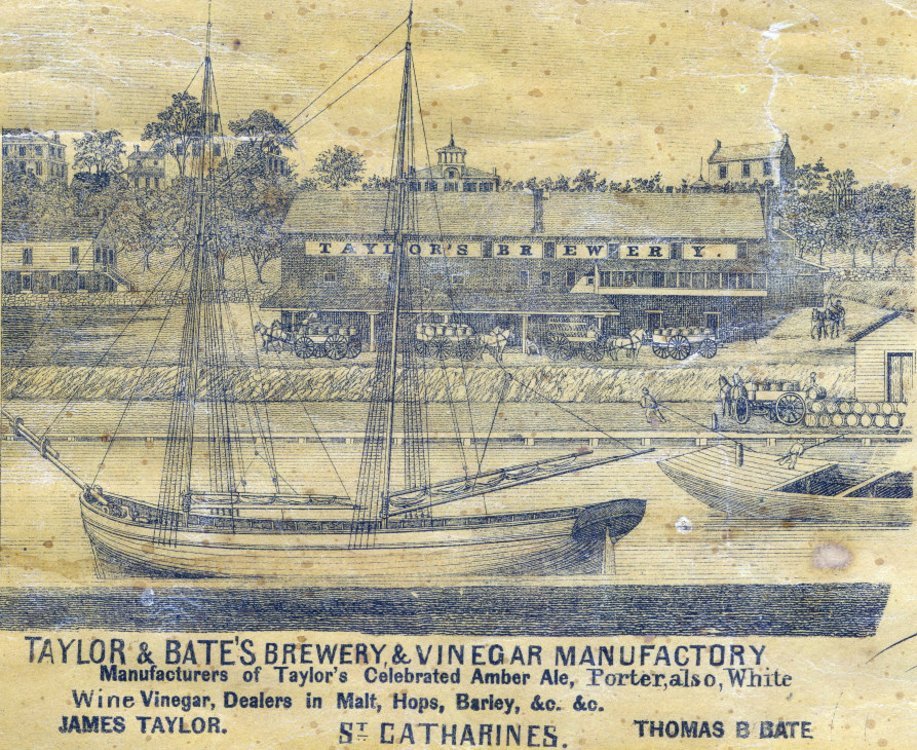 TAYLOR'S BREWERY.
TAYLOR & BATE'S BREWERY, & VINEGAR MANUFACTORY
Manufacturers of Taylor's Celebrated Amber Ale, Porter, also, White
Wine Vinegar, Dealers in Malt, Hops, Barley, &c. &c.
JAMES TAYLOR. ST CATHARINES. THOMAS B BATE